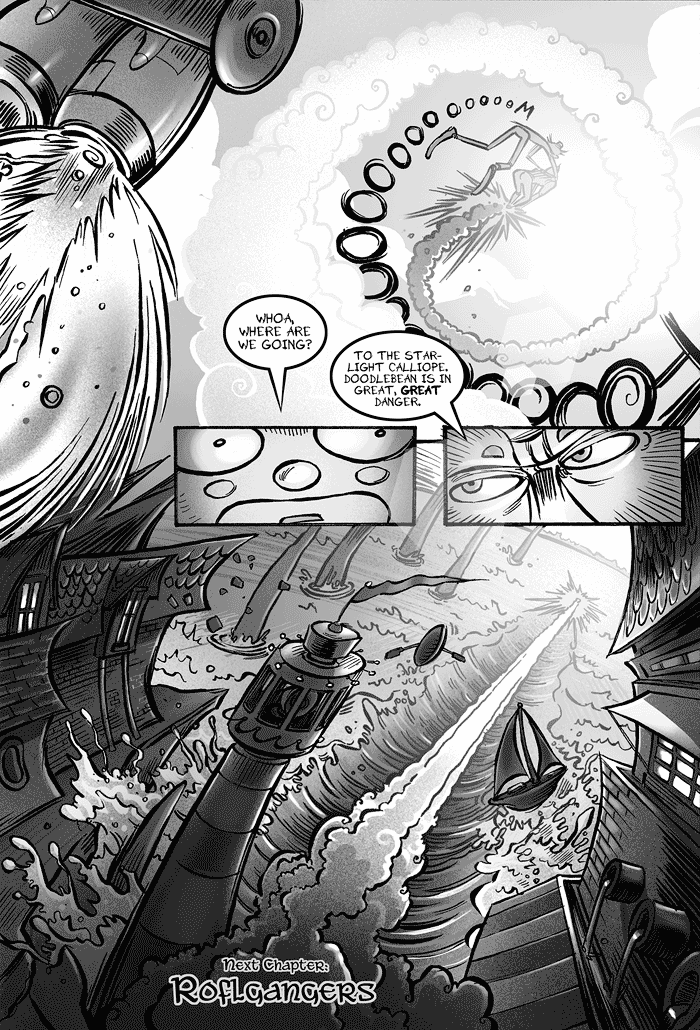 WHOA,
WHERE ARE
WE GOING?
TO THE STAR-
LIGHT CALLIOPE.
DOODLEBEAN IS IN
GREAT, GREAT
DANGER.
Next Chapter:
Roflgangers